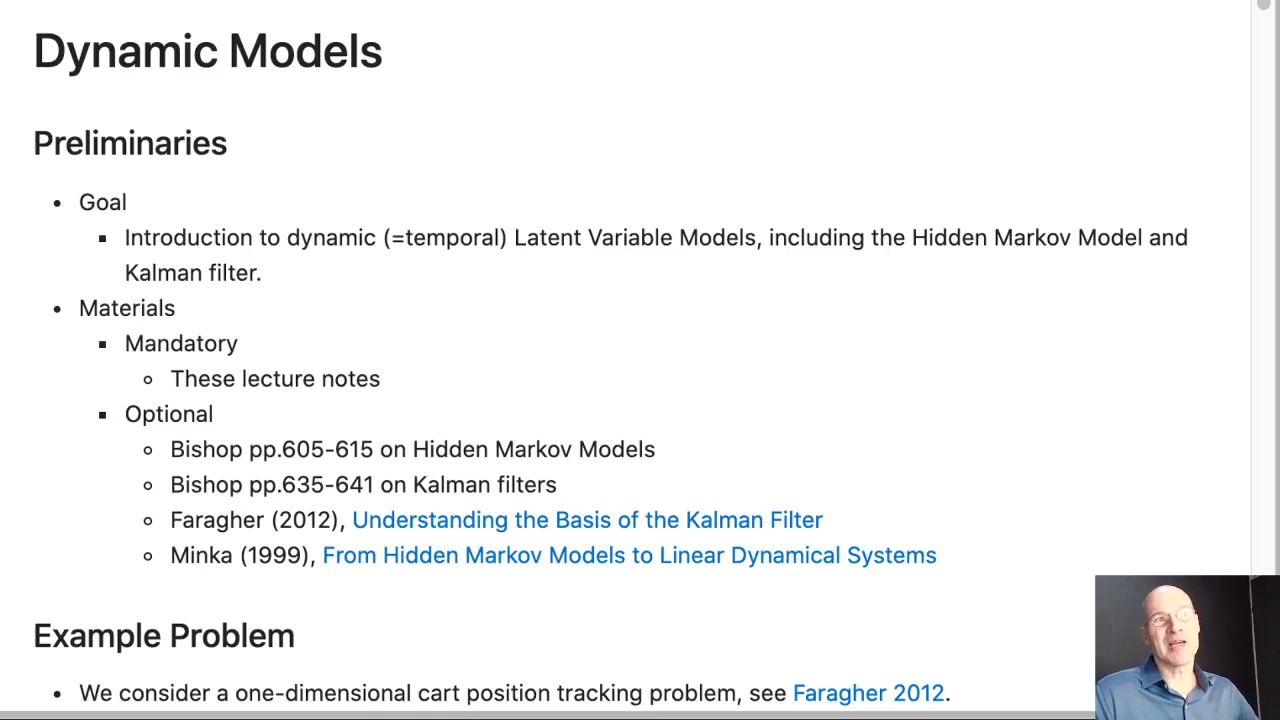 Dynamic Models
Preliminaries
• Goal
▪ Introduction to dynamic (=temporal) Latent Variable Models, including the Hidden Markov Model and
Kalman filter.
• Materials
▪ Mandatory
◦ These lecture notes
▪ Optional
◦ Bishop pp.605-615 on Hidden Markov Models
◦ Bishop pp.635-641 on Kalman filters
◦ Faragher (2012), Understanding the Basis of the Kalman Filter
◦ Minka (1999), From Hidden Markov Models to Linear Dynamical Systems
Example Problem
• We consider a one-dimensional cart position tracking problem, see Faragher 2012.